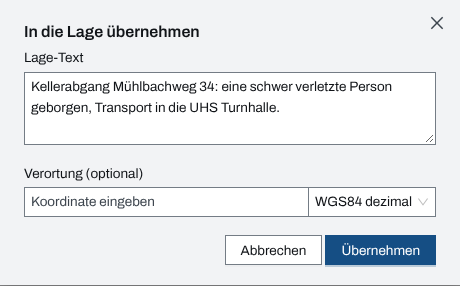 In die Lage übernehmen
Lage-Text
Kellerabgang Mühlbachweg 34: eine schwer verletzte Person
geborgen, Transport in die UHS Turnhalle.
Verortung (optional)
Koordinate eingeben WGS84 dezimal
Abbrechen Übernehmen